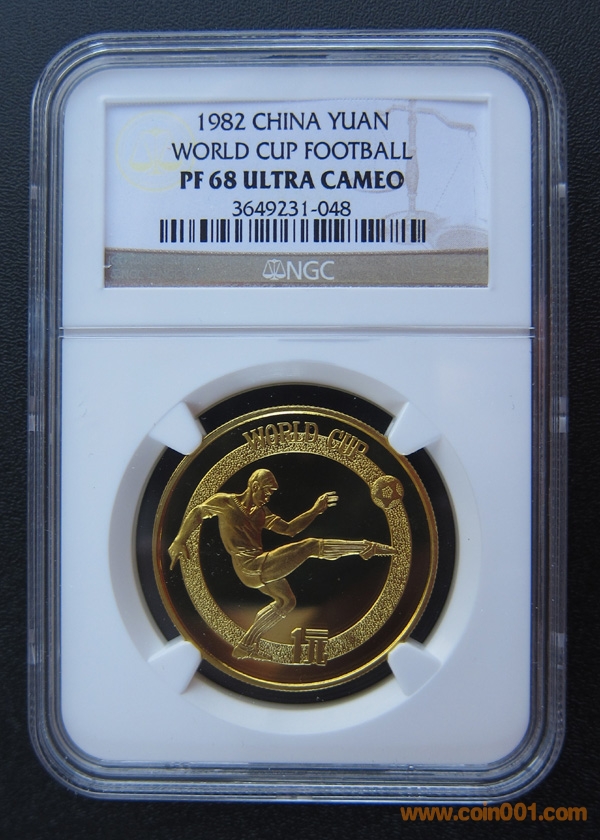 1982 CHINA YUAN
WORLD CUP FOOTBALL
PF 68 ULTRA CAMEO
3649231-048
NGC
WORLD CUP
1元
www.coin001.com